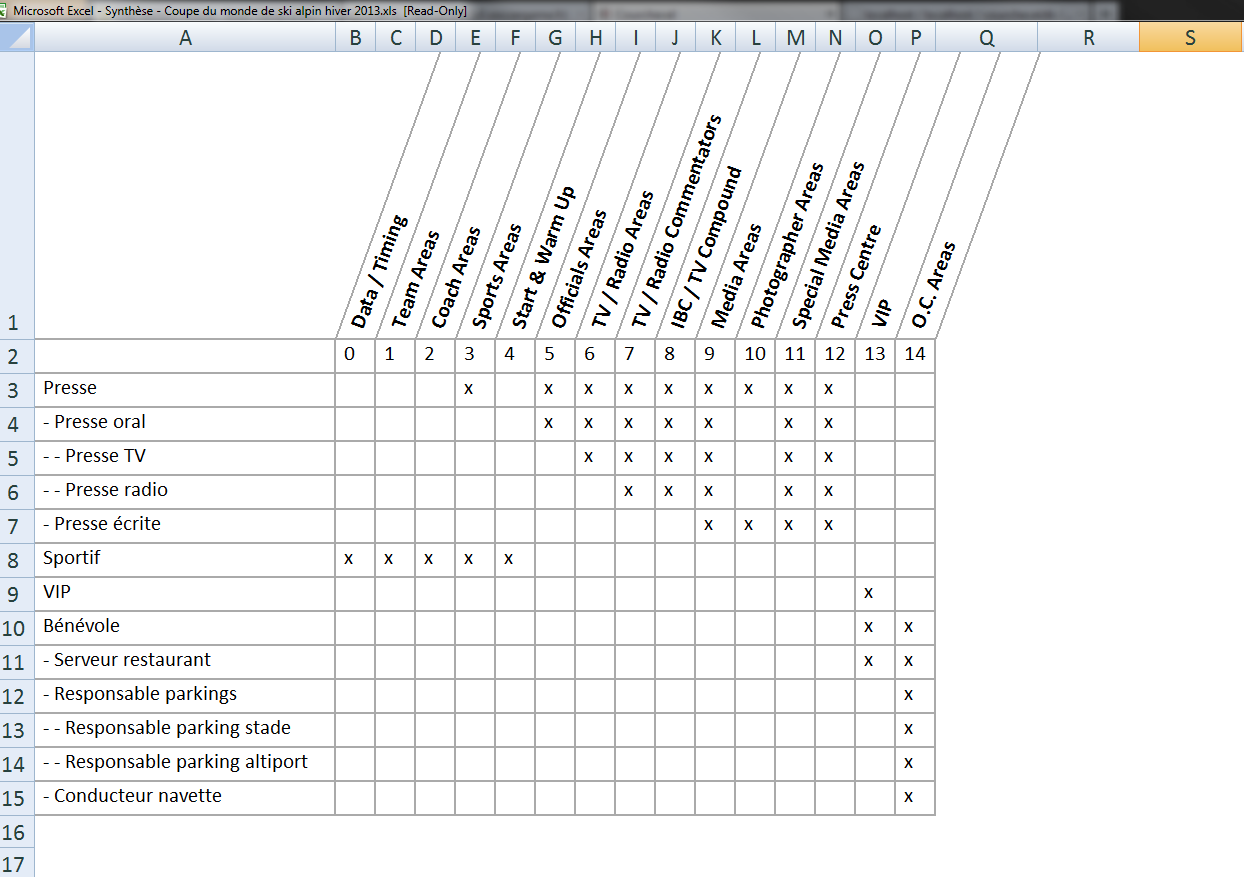 Microsoft Excel - Synthèse - Coupe du monde de ski alpin hiver 2013.xls [Read-Only]
A B C D E F G H I J K L M N O P Q R S
1 Data / Timing Team Areas Coach Areas Sports Areas Start & Warm Up Officials Areas TV / Radio Areas TV / Radio Commentators IBC / TV Compound Media Areas Photographer Areas Special Media Areas Press Centre VIP O.C. Areas
2 0 1 2 3 4 5 6 7 8 9 10 11 12 13 14
3 Presse x x x x x x x x x
4 - Presse oral x x x x x x x
5 - - Presse TV x x x x x x
6 - - Presse radio x x x x x
7 - Presse écrite x x x x
8 Sportif x x x x x
9 VIP x
10 Bénévole x x
11 - Serveur restaurant x x
12 - Responsable parkings x
13 - - Responsable parking stade x
14 - - Responsable parking altiport x
15 - Conducteur navette x
16
17